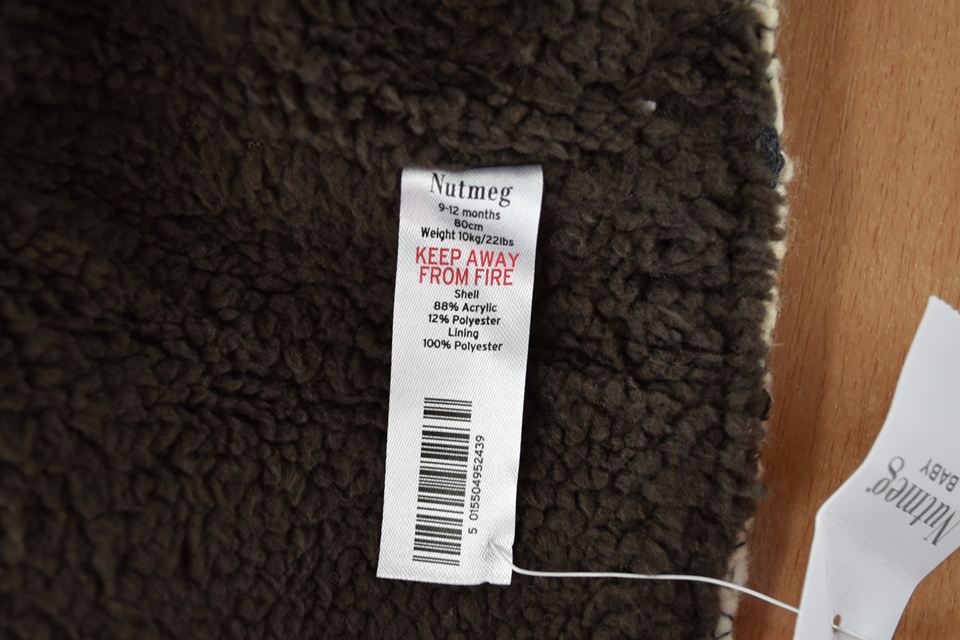 Nutmeg
9-12 months
80cm
Weight 10kg/22lbs
KEEP AWAY
FROM FIRE
Shell
88% Acrylic
12% Polyester
Lining
100% Polyester
5 015504952439
Nutmeg
BABY